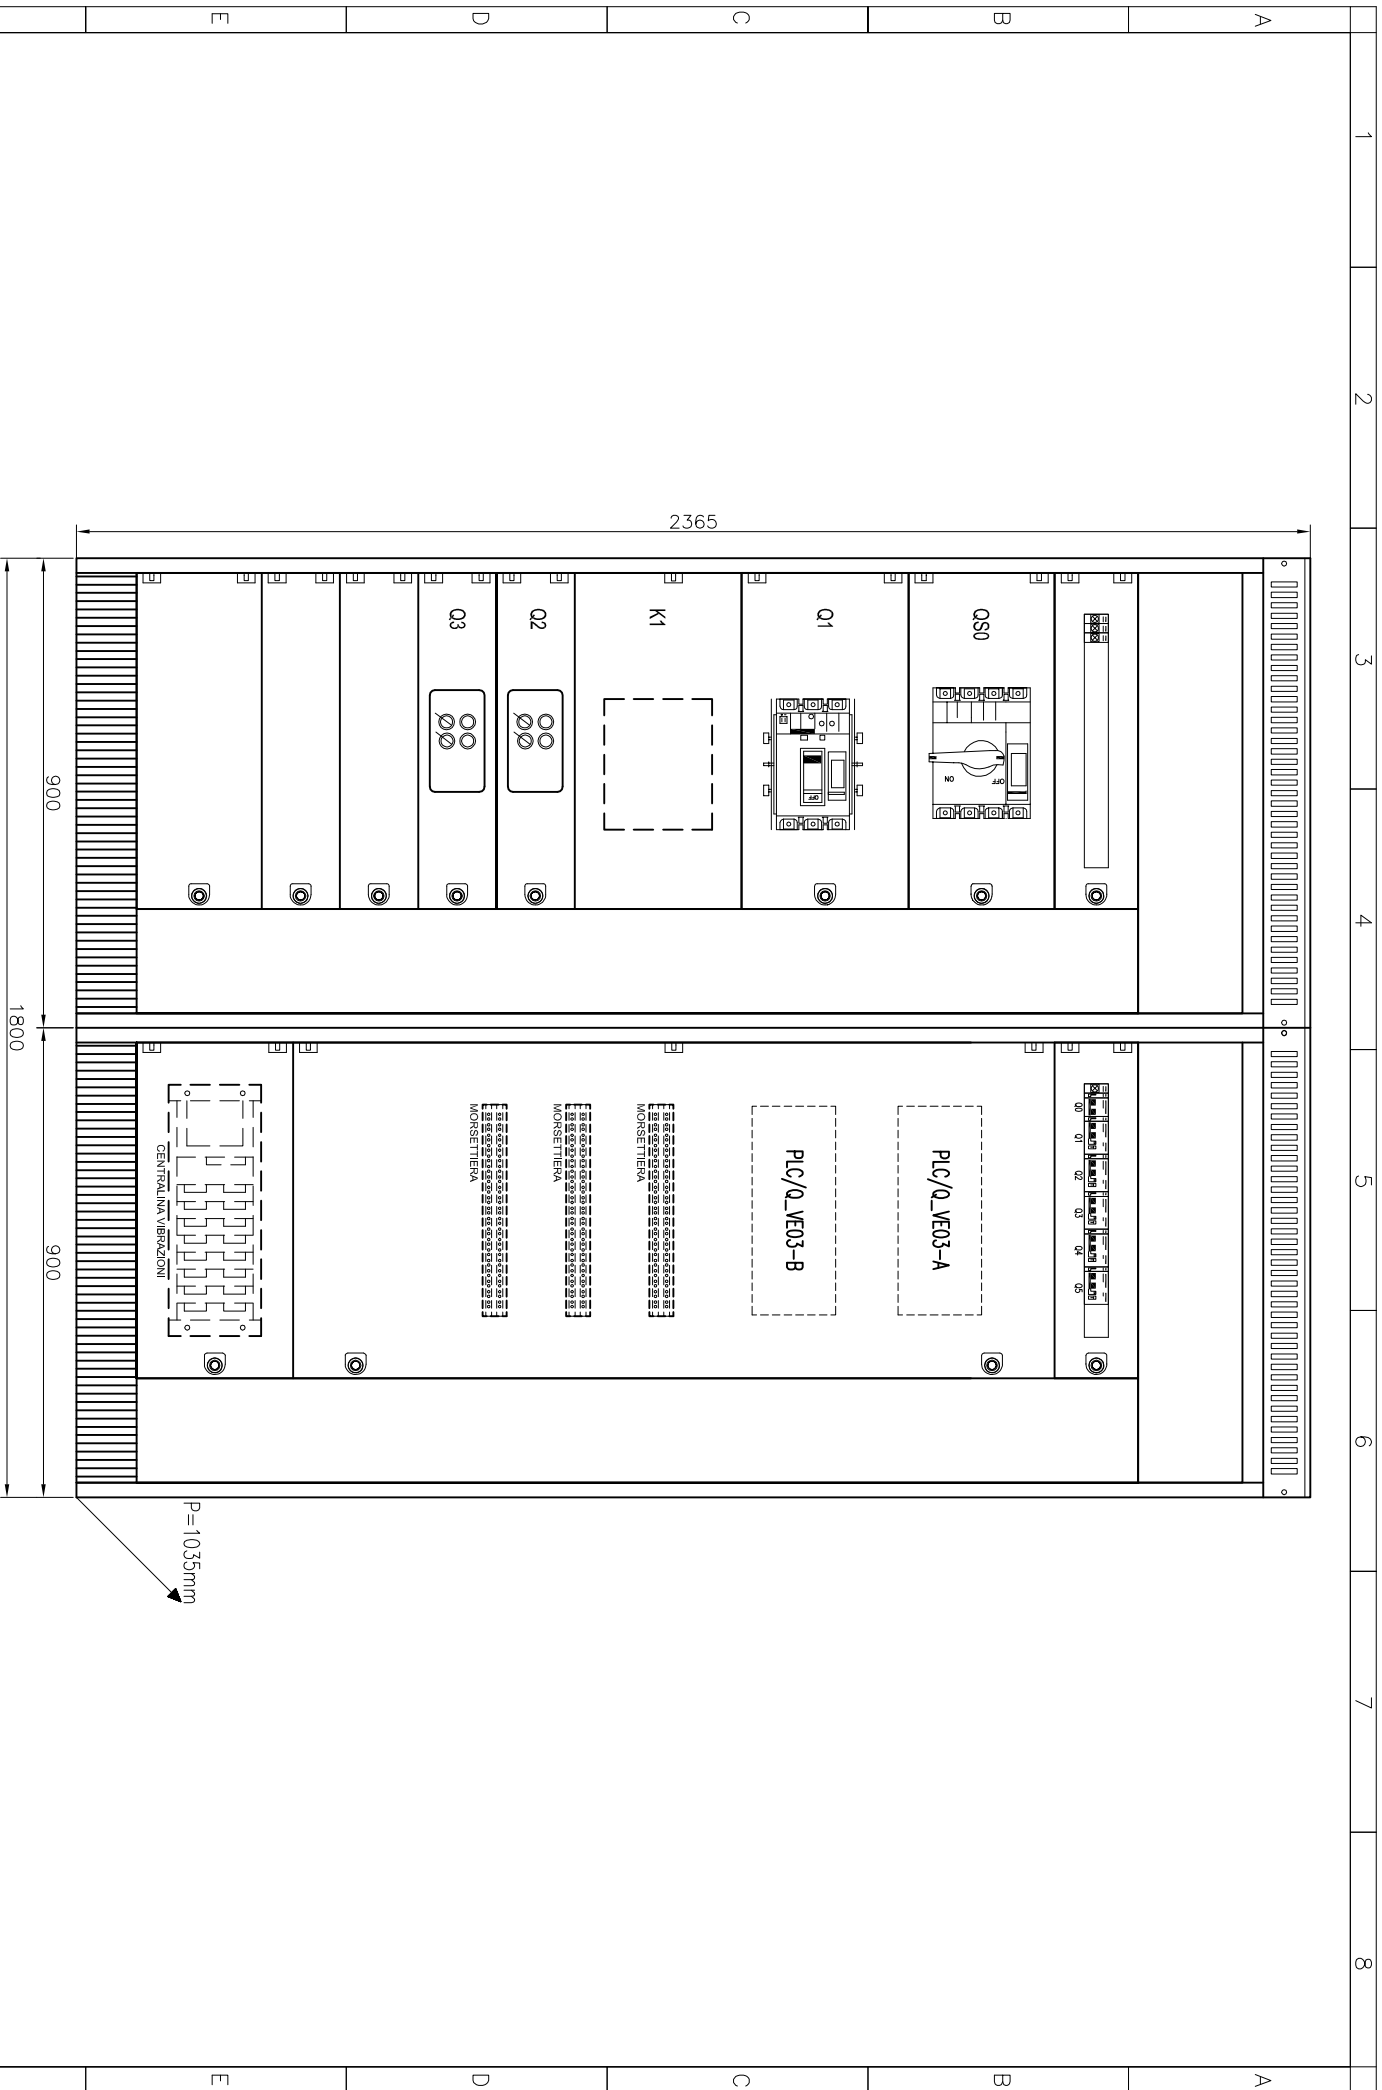 1
2
3
4
5
6
7
8
A
B
C
D
E
A
B
C
D
E
2365
QS0
OFF
ON
Q1
OFF
K1
Q2
Q3
Q0
Q1
Q2
Q3
Q4
Q5
PLC/Q_VE03-A
PLC/Q_VE03-B
MORSETTIERA
MORSETTIERA
MORSETTIERA
CENTRALINA VIBRAZIONI
P=1035mm
900
900
1800